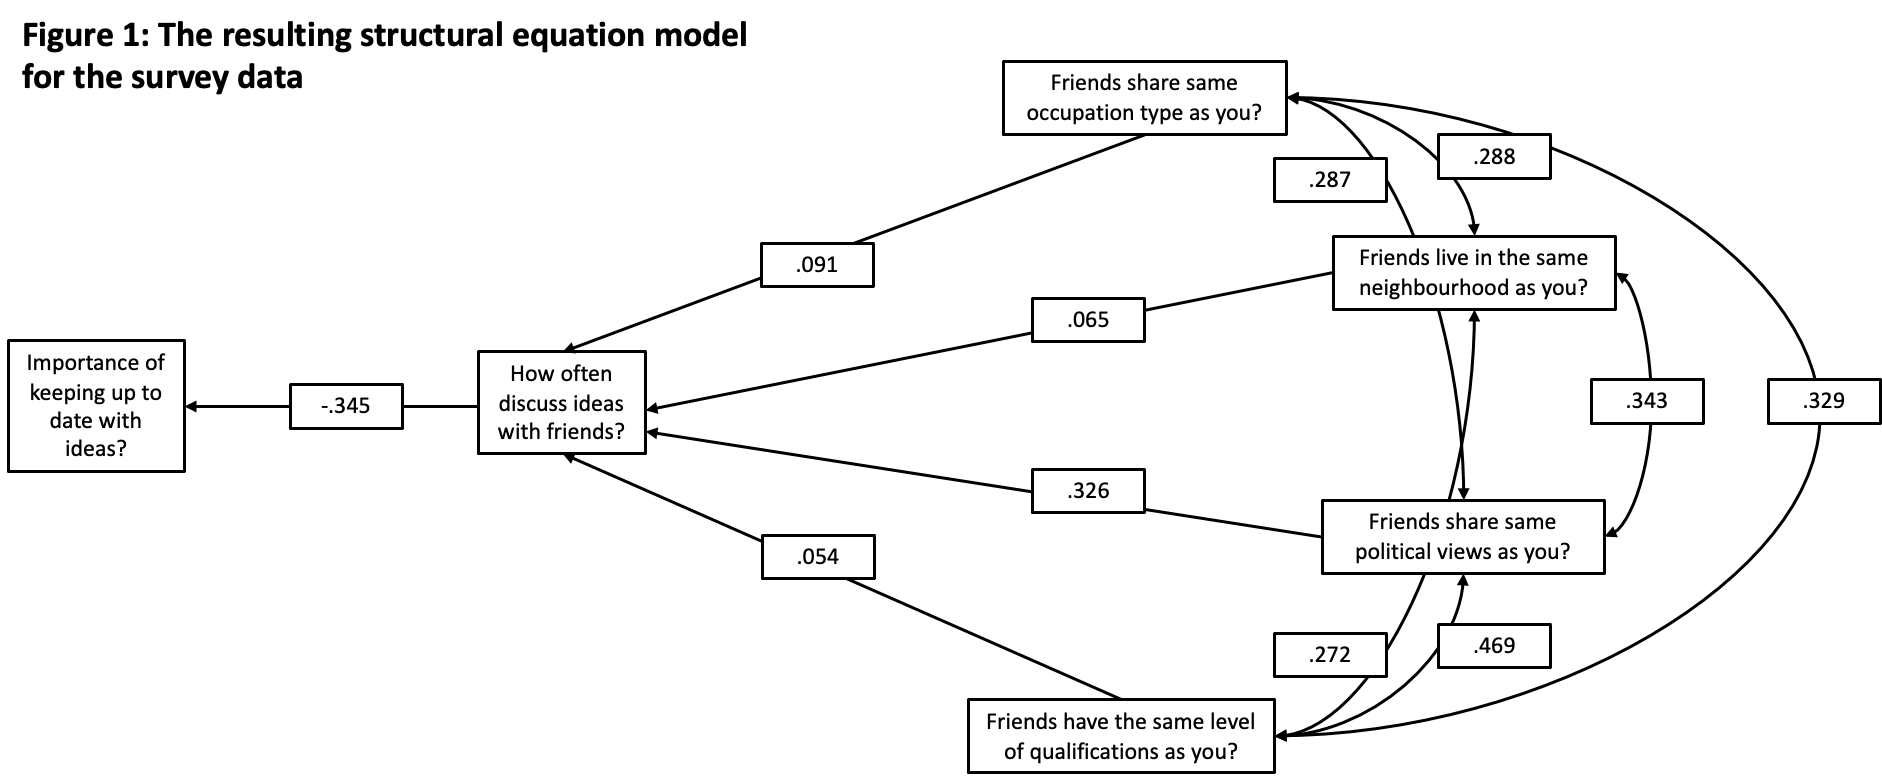 Figure 1: The resulting structural equation model
for the survey data
Friends share same
occupation type as you?
.288
.287
.091
Friends live in the same
neighbourhood as you?
.065
Importance of
keeping up to
date with
ideas?
-.345
How often
discuss ideas
with friends?
.343
.329
.326
Friends share same
political views as you?
.054
.272
.469
Friends have the same level
of qualifications as you?